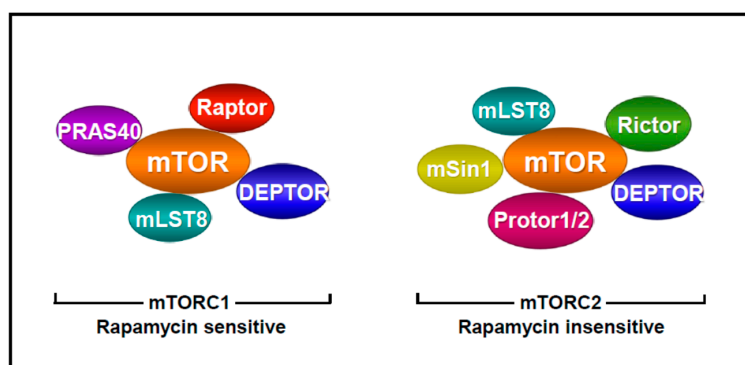 PRAS40
Raptor
mTOR
DEPTOR
mLST8
mTORC1
Rapamycin sensitive
mLST8
Rictor
mTOR
mSin1
DEPTOR
Protor1/2
mTORC2
Rapamycin insensitive